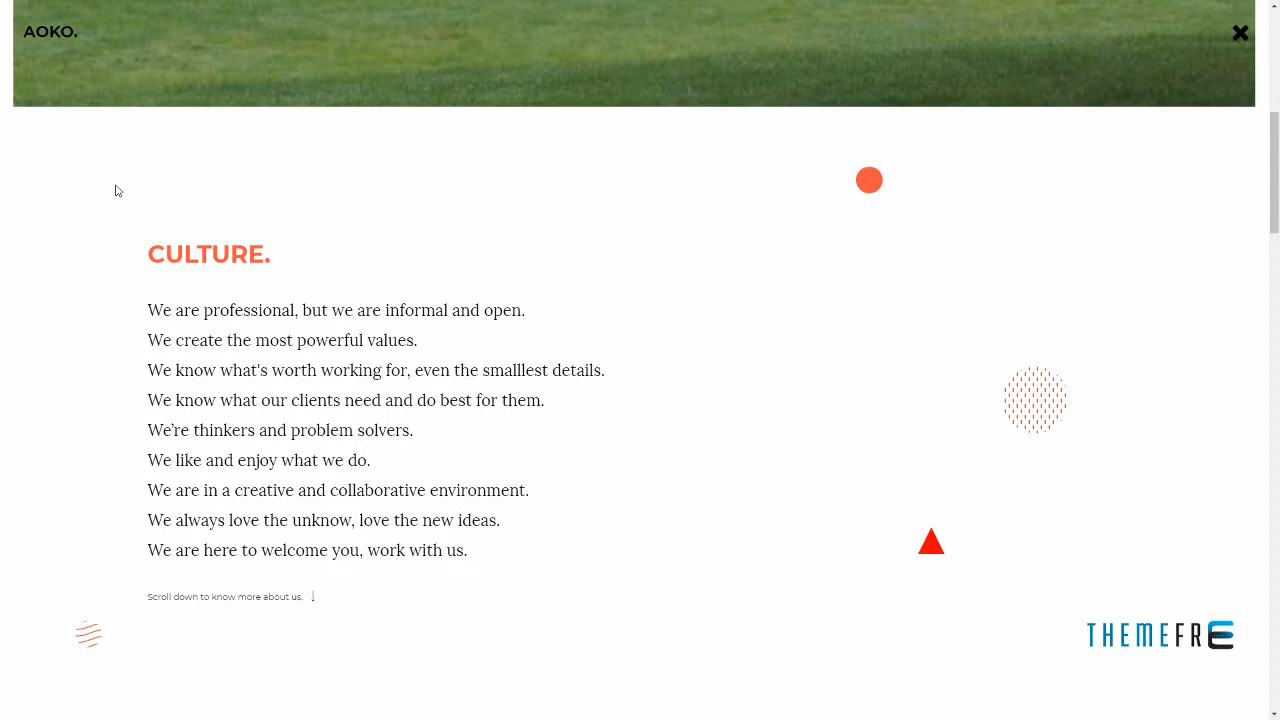 AOKO.
CULTURE.
We are professional, but we are informal and open.
We create the most powerful values.
We know what's worth working for, even the smalllest details.
We know what our clients need and do best for them.
We’re thinkers and problem solvers.
We like and enjoy what we do.
We are in a creative and collaborative environment.
We always love the unknow, love the new ideas.
We are here to welcome you, work with us.
Scroll down to know more about us. ↓
THEMEFRE